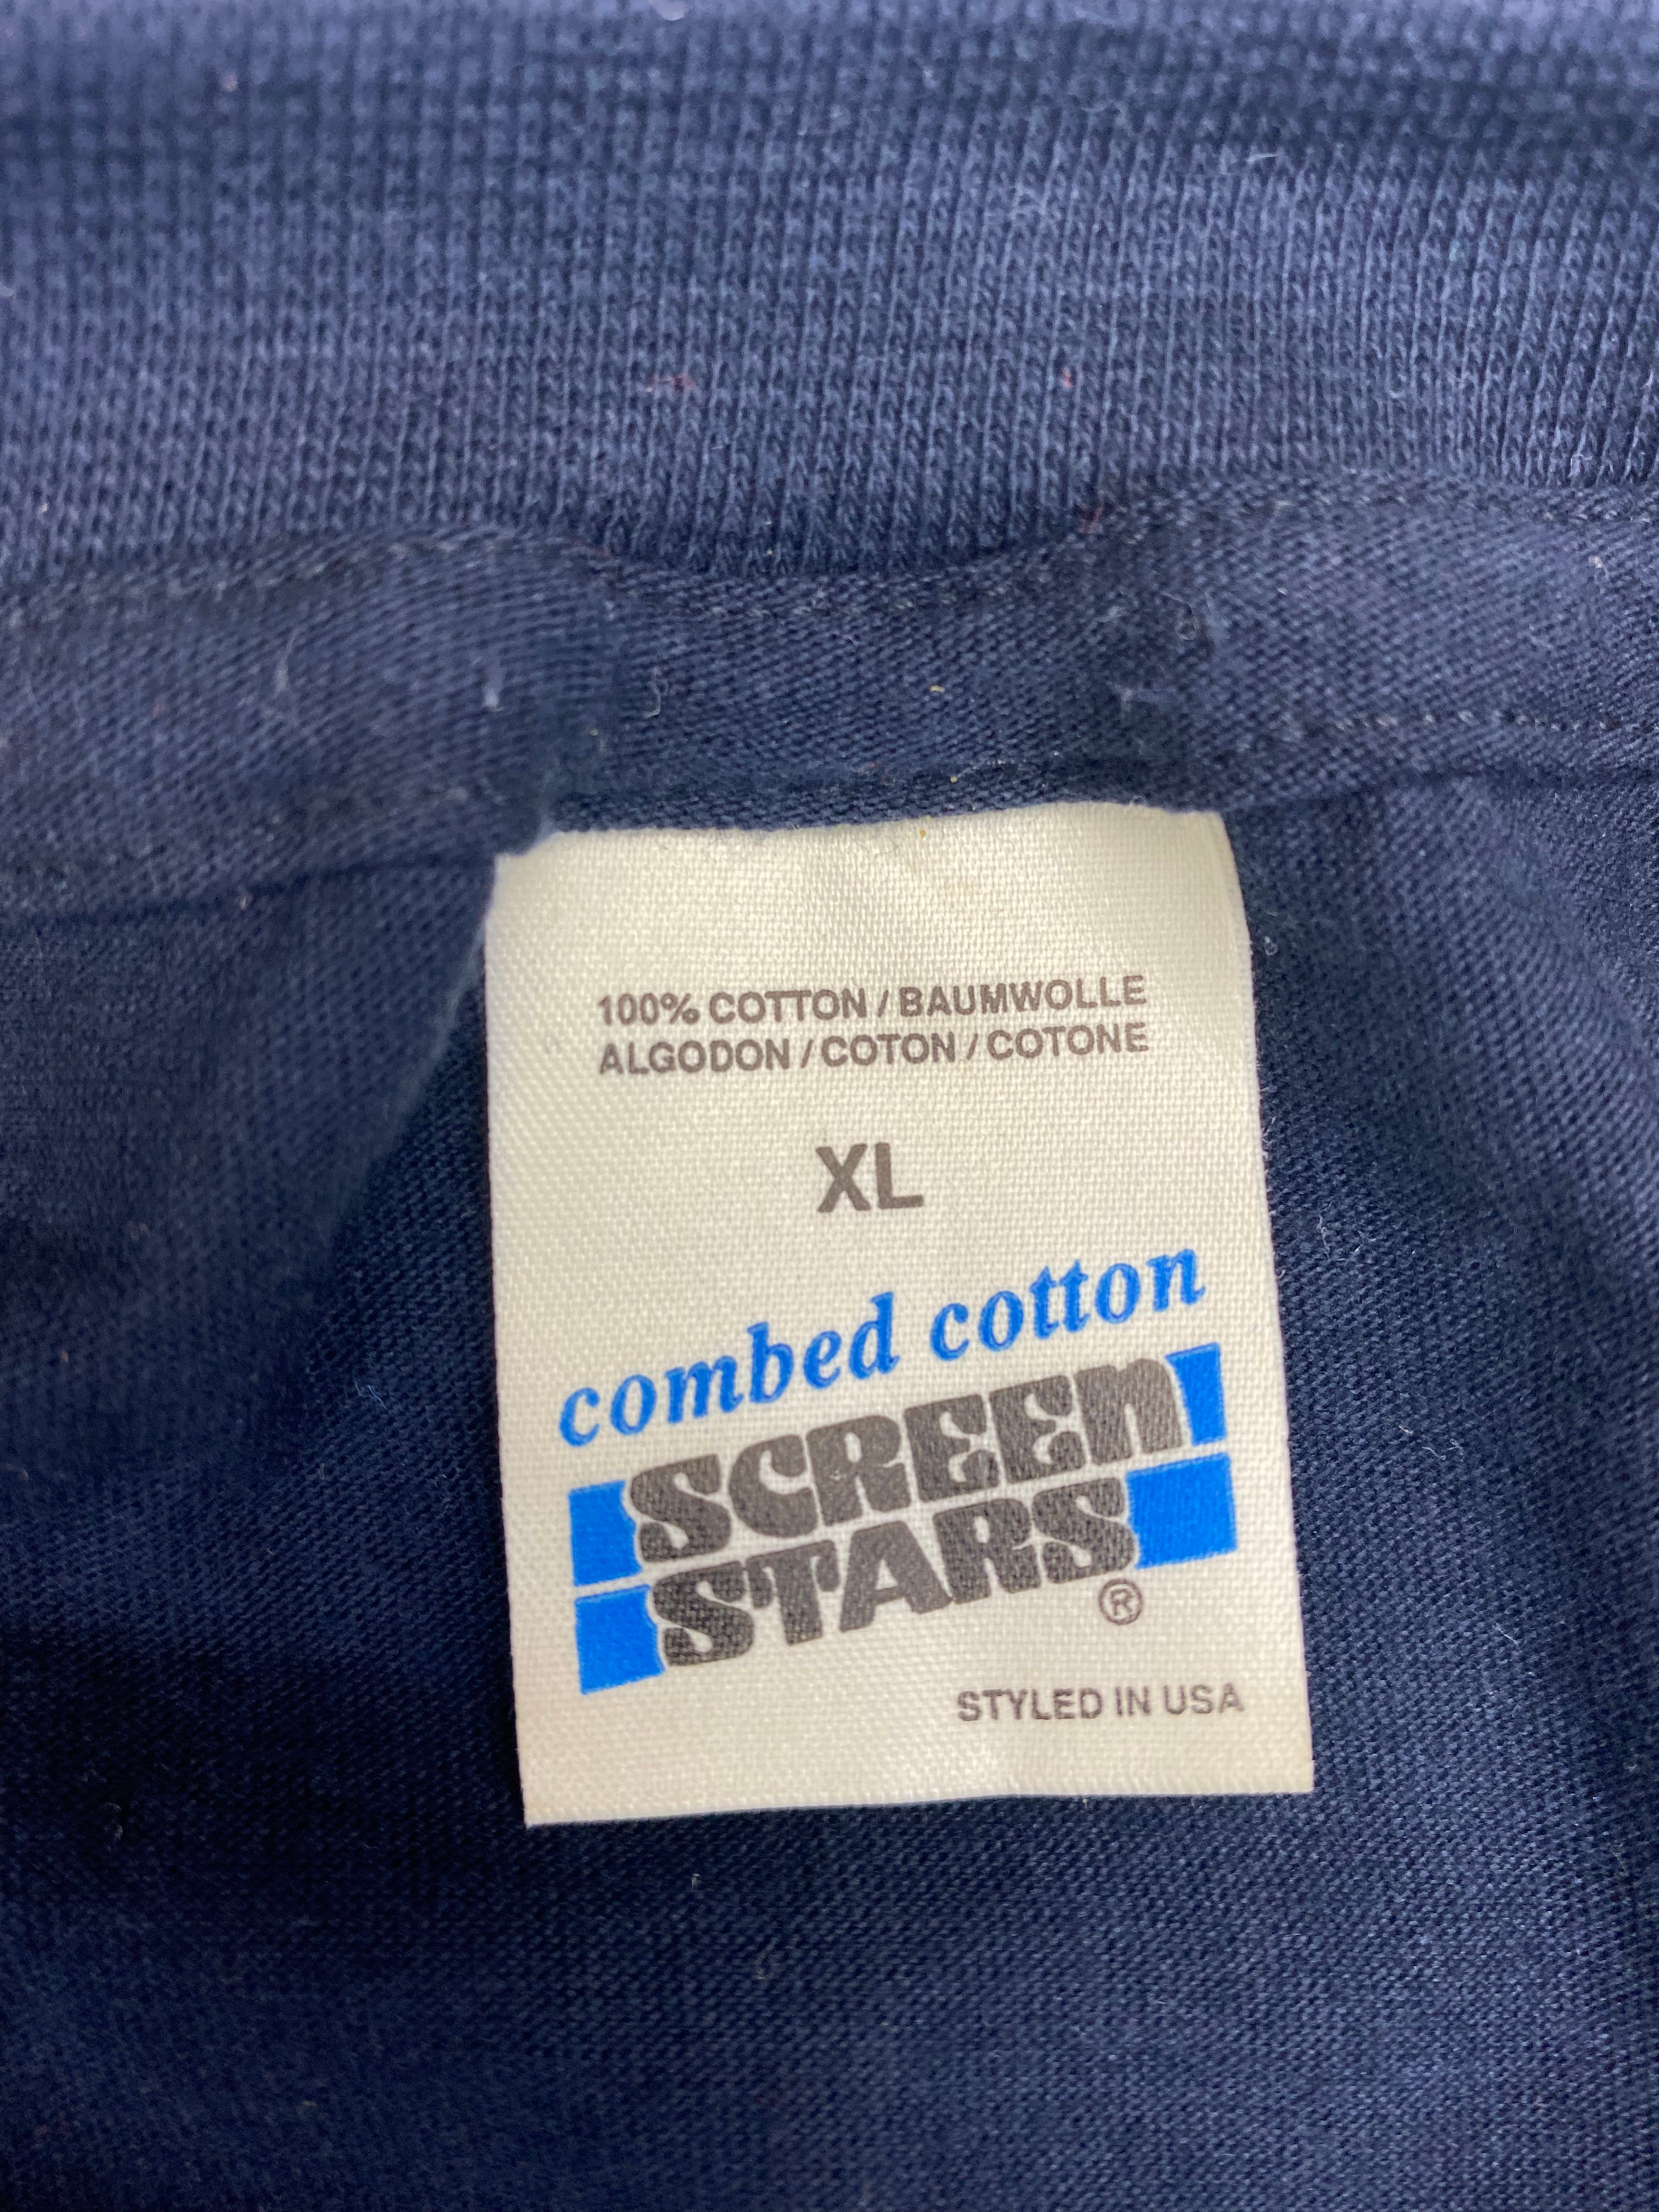 100% COTTON / BAUMWOLLE
ALGODON / COTON / COTONE
XL
combed cotton
SCREEN
STARS
®
STYLED IN USA